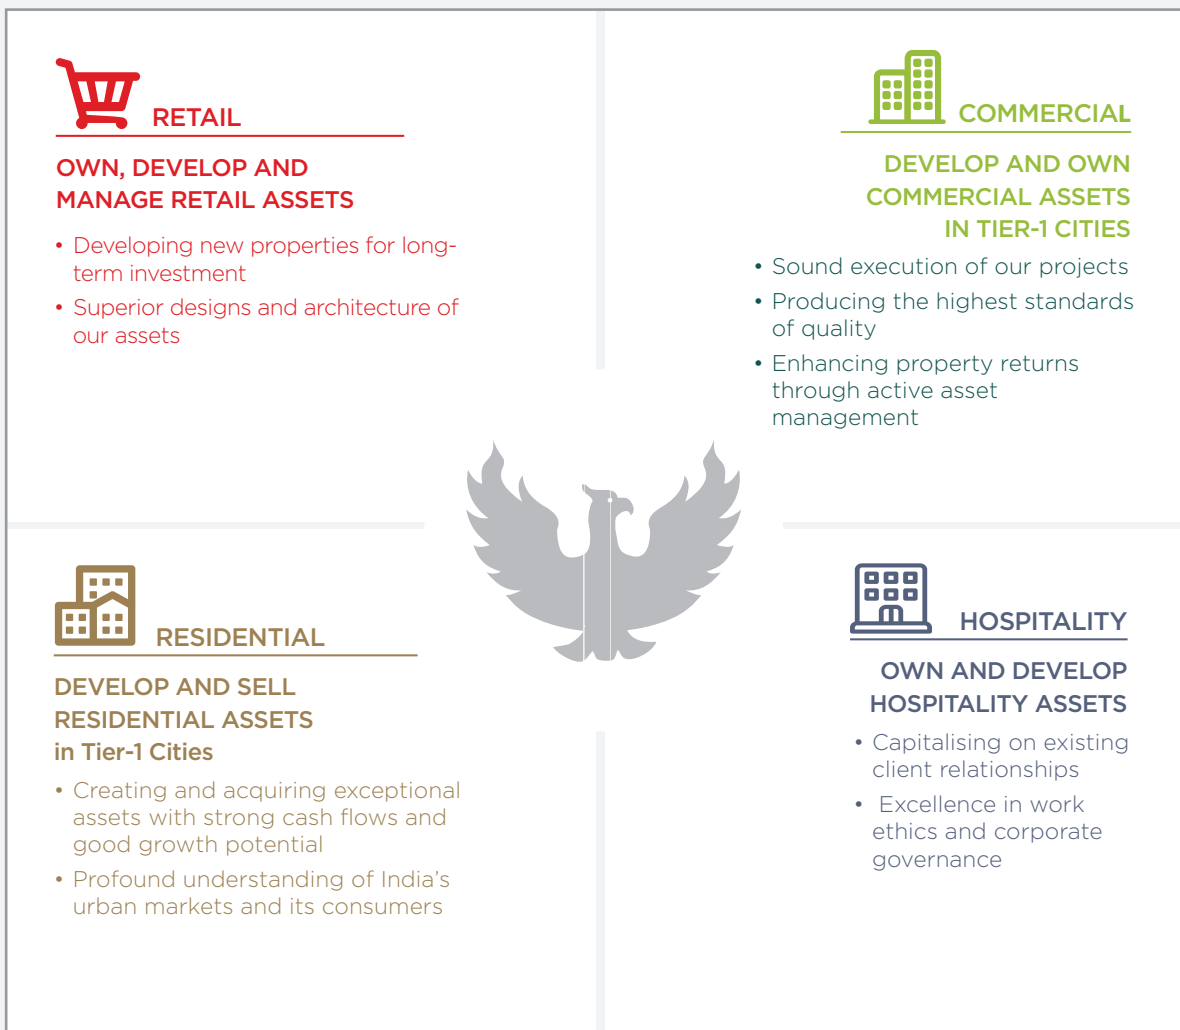 RETAIL
OWN, DEVELOP AND
MANAGE RETAIL ASSETS
• Developing new properties for long-
term investment
• Superior designs and architecture of
our assets
COMMERCIAL
DEVELOP AND OWN
COMMERCIAL ASSETS
IN TIER-1 CITIES
• Sound execution of our projects
• Producing the highest standards
of quality
• Enhancing property returns
through active asset
management
RESIDENTIAL
DEVELOP AND SELL
RESIDENTIAL ASSETS
in Tier-1 Cities
• Creating and acquiring exceptional
assets with strong cash flows and
good growth potential
• Profound understanding of India's
urban markets and its consumers
HOSPITALITY
OWN AND DEVELOP
HOSPITALITY ASSETS
• Capitalising on existing
client relationships
• Excellence in work
ethics and corporate
governance